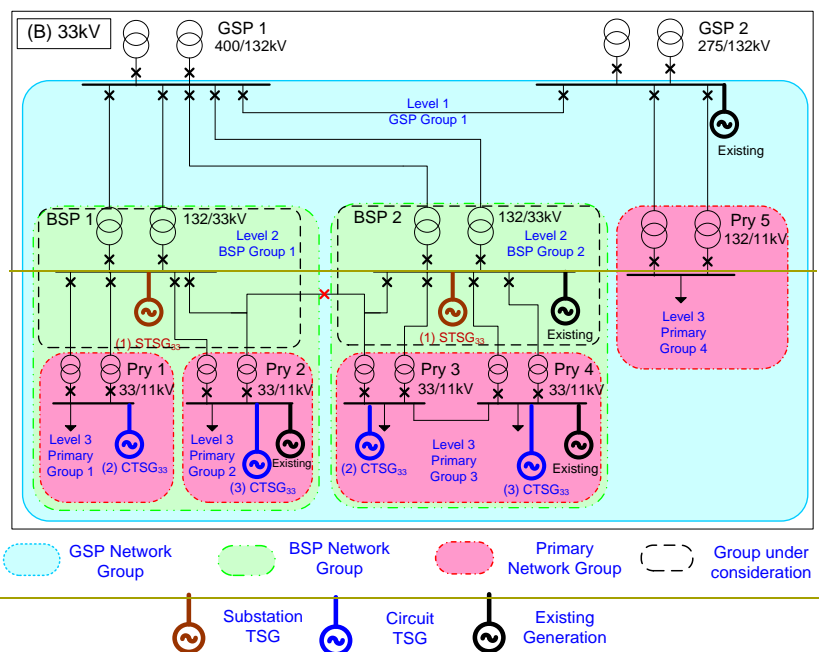 (B) 33kV
GSP 1
400/132kV
GSP 2
275/132kV
Level 1
GSP Group 1
Existing
BSP 1
132/33kV
Level 2
BSP Group 1
BSP 2
132/33kV
Level 2
BSP Group 2
Pry 5
132/11kV
Level 3
Primary
Group 4
(1) STSG33
(1) STSG33
Existing
Pry 1
33/11kV
Pry 2
33/11kV
Pry 3
33/11kV
Pry 4
33/11kV
Level 3
Primary
Group 1
(2) CTSG33
Level 3
Primary
Group 2
Existing
(3) CTSG33
(2) CTSG33
Level 3
Primary
Group 3
Existing
(3) CTSG33
GSP Network
Group
BSP Network
Group
Primary
Network Group
Group under
consideration
Substation
TSG
Circuit
TSG
Existing
Generation